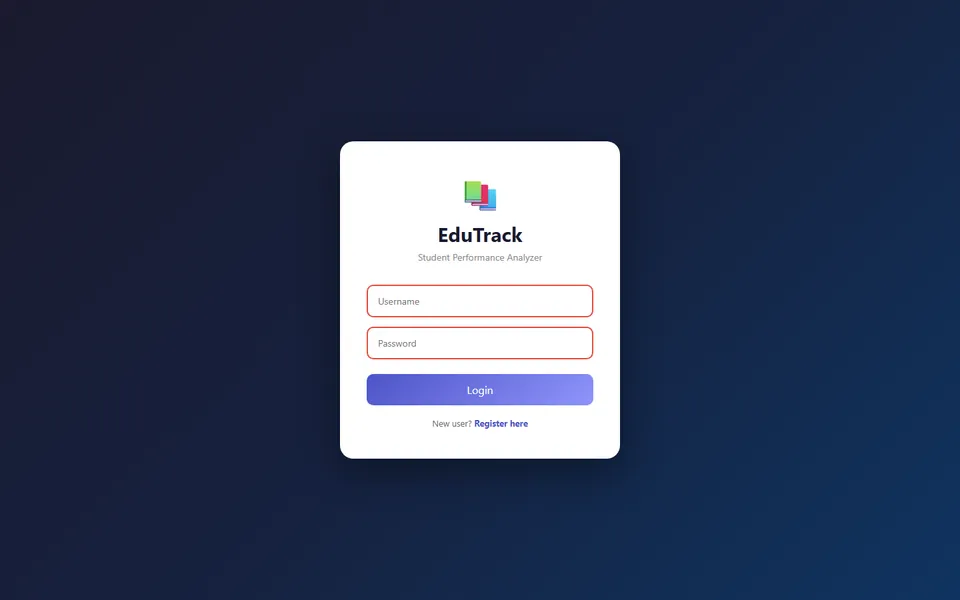 EduTrack
Student Performance Analyzer
Username
Password
Login
New user? Register here